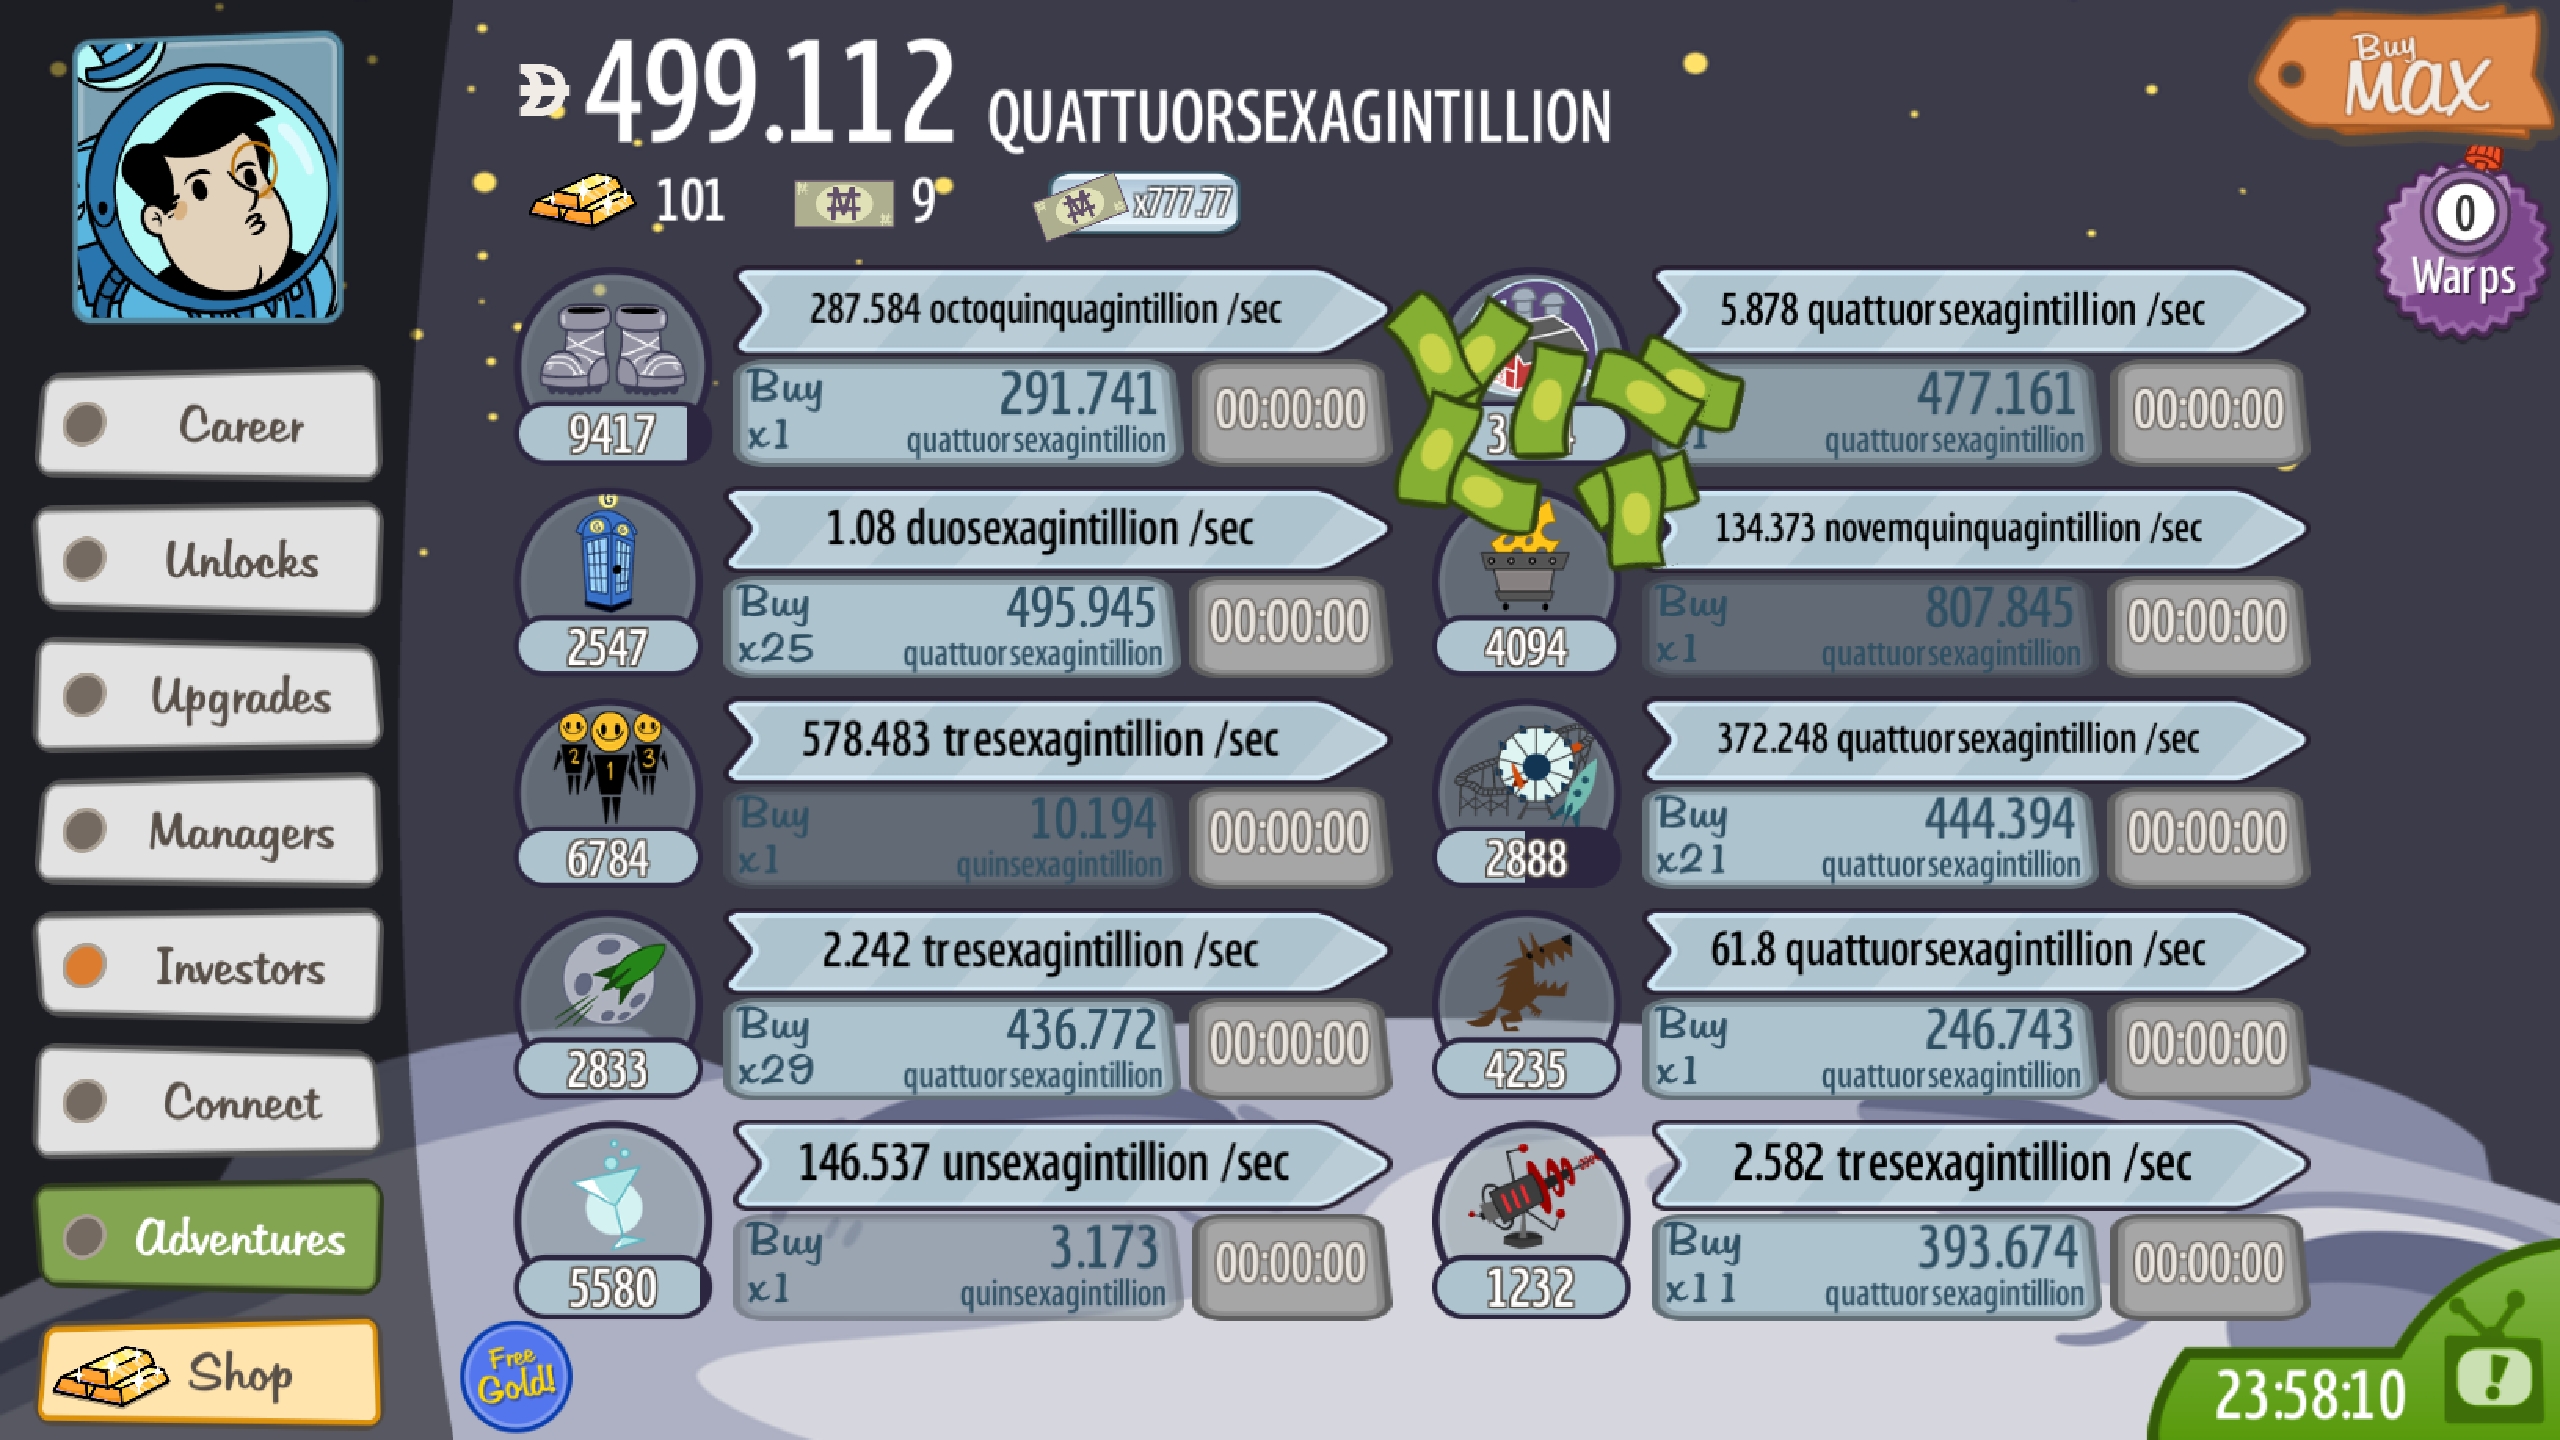 499.112 QUATTUORSEXAGINTILLION
Buy
MAX
101
9
x777.77
0
Warps
Career
Unlocks
Upgrades
Managers
Investors
Connect
Adventures
Shop
287.584 octoquinquagintillion /sec
Buy 291.741
x1 quattuorsexagintillion
00:00:00
9417
5.878 quattuorsexagintillion /sec
477.161
quattuorsexagintillion
00:00:00
1.08 duosexagintillion /sec
Buy 495.945
x25 quattuorsexagintillion
00:00:00
2547
134.373 novemquinquagintillion /sec
Buy 807.845
x1 quattuorsexagintillion
00:00:00
4094
2 1 3
578.483 tresexagintillion /sec
Buy 10.194
x1 quinsexagintillion
00:00:00
6784
372.248 quattuorsexagintillion /sec
Buy 444.394
x21 quattuorsexagintillion
00:00:00
2888
2.242 tresexagintillion /sec
Buy 436.772
x29 quattuorsexagintillion
00:00:00
2833
61.8 quattuorsexagintillion /sec
Buy 246.743
x1 quattuorsexagintillion
00:00:00
4235
146.537 unsexagintillion /sec
Buy 3.173
x1 quinsexagintillion
00:00:00
5580
2.582 tresexagintillion /sec
Buy 393.674
x11 quattuorsexagintillion
00:00:00
1232
Free
Gold!
23:58:10
!